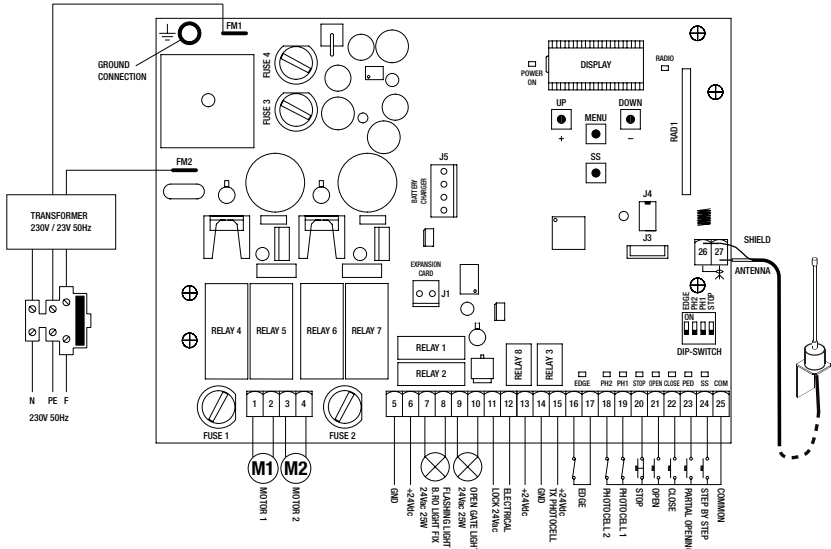 FM1
GROUND
CONNECTION
FUSE 4
FUSE 3
FM2
TRANSFORMER
230V / 23V 50Hz
N PE F
230V 50Hz
POWER
ON
DISPLAY
RADIO
UP
+
MENU
DOWN
−
SS
RAD1
J5
BATTERY
CHARGER
J4
J3
EXPANSION
CARD
J1
26 27
SHIELD
ANTENNA
EDGE
PH2
PH1
STOP
ON
DIP-SWITCH
RELAY 4
RELAY 5
RELAY 6
RELAY 7
RELAY 1
RELAY 2
RELAY 8
RELAY 3
FUSE 1
FUSE 2
EDGE PH2 PH1 STOP OPEN CLOSE PED SS COM
1 2 3 4
5 6 7 8 9 10 11 12 13 14 15 16 17 18 19 20 21 22 23 24 25
M1
MOTOR 1
M2
MOTOR 2
GND
+24Vdc
24Vac 25W
B. RO LIGHT FIX
FLASHING LIGHT
24Vac 25W
OPEN GATE LIGHT
LOCK 24Vac
ELECTRICAL
+24Vdc
GND
TX PHOTOCELL
+24Vdc
EDGE
PHOTOCELL 2
PHOTOCELL 1
STOP
OPEN
CLOSE
PARTIAL OPENING
STEP BY STEP
COMMON